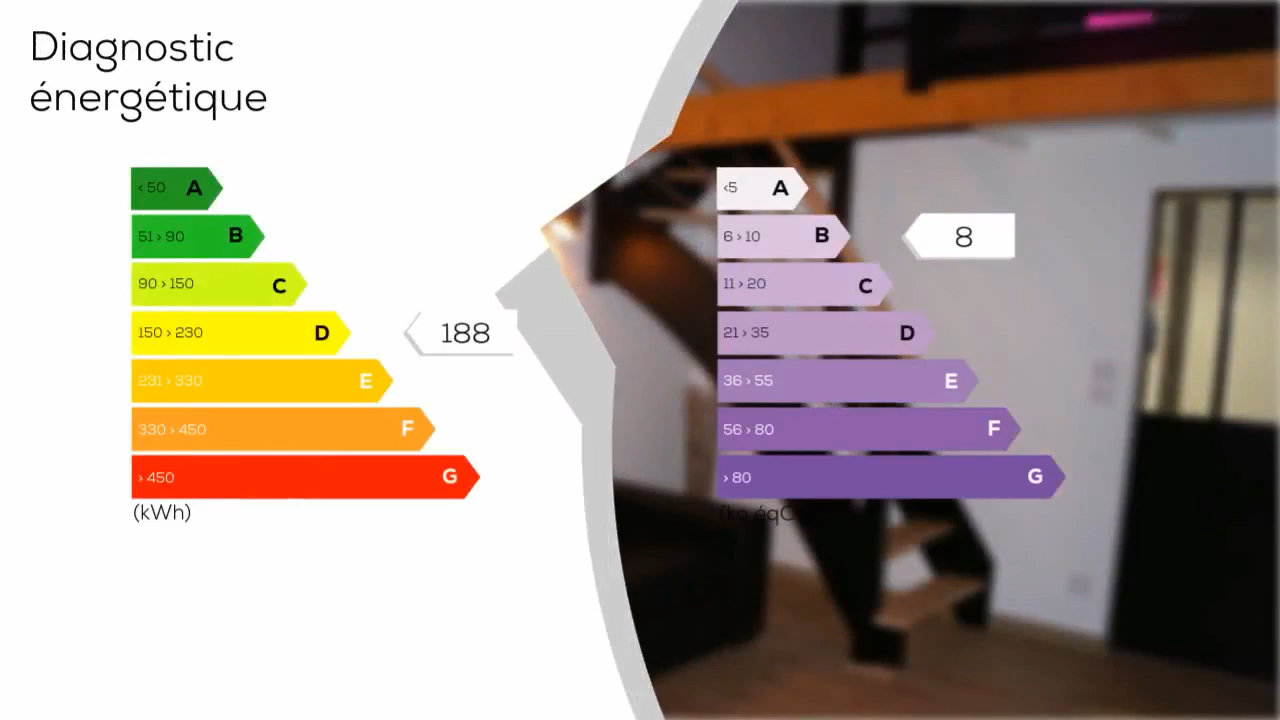 Diagnostic
énergétique
< 50 A
51 > 90 B
90 > 150 C
150 > 230 D
231 > 330 E
330 > 450 F
> 450 G
(kWh)
188
<5 A
6 > 10 B
11 > 20 C
21 > 35 D
36 > 55 E
56 > 80 F
> 80 G
8